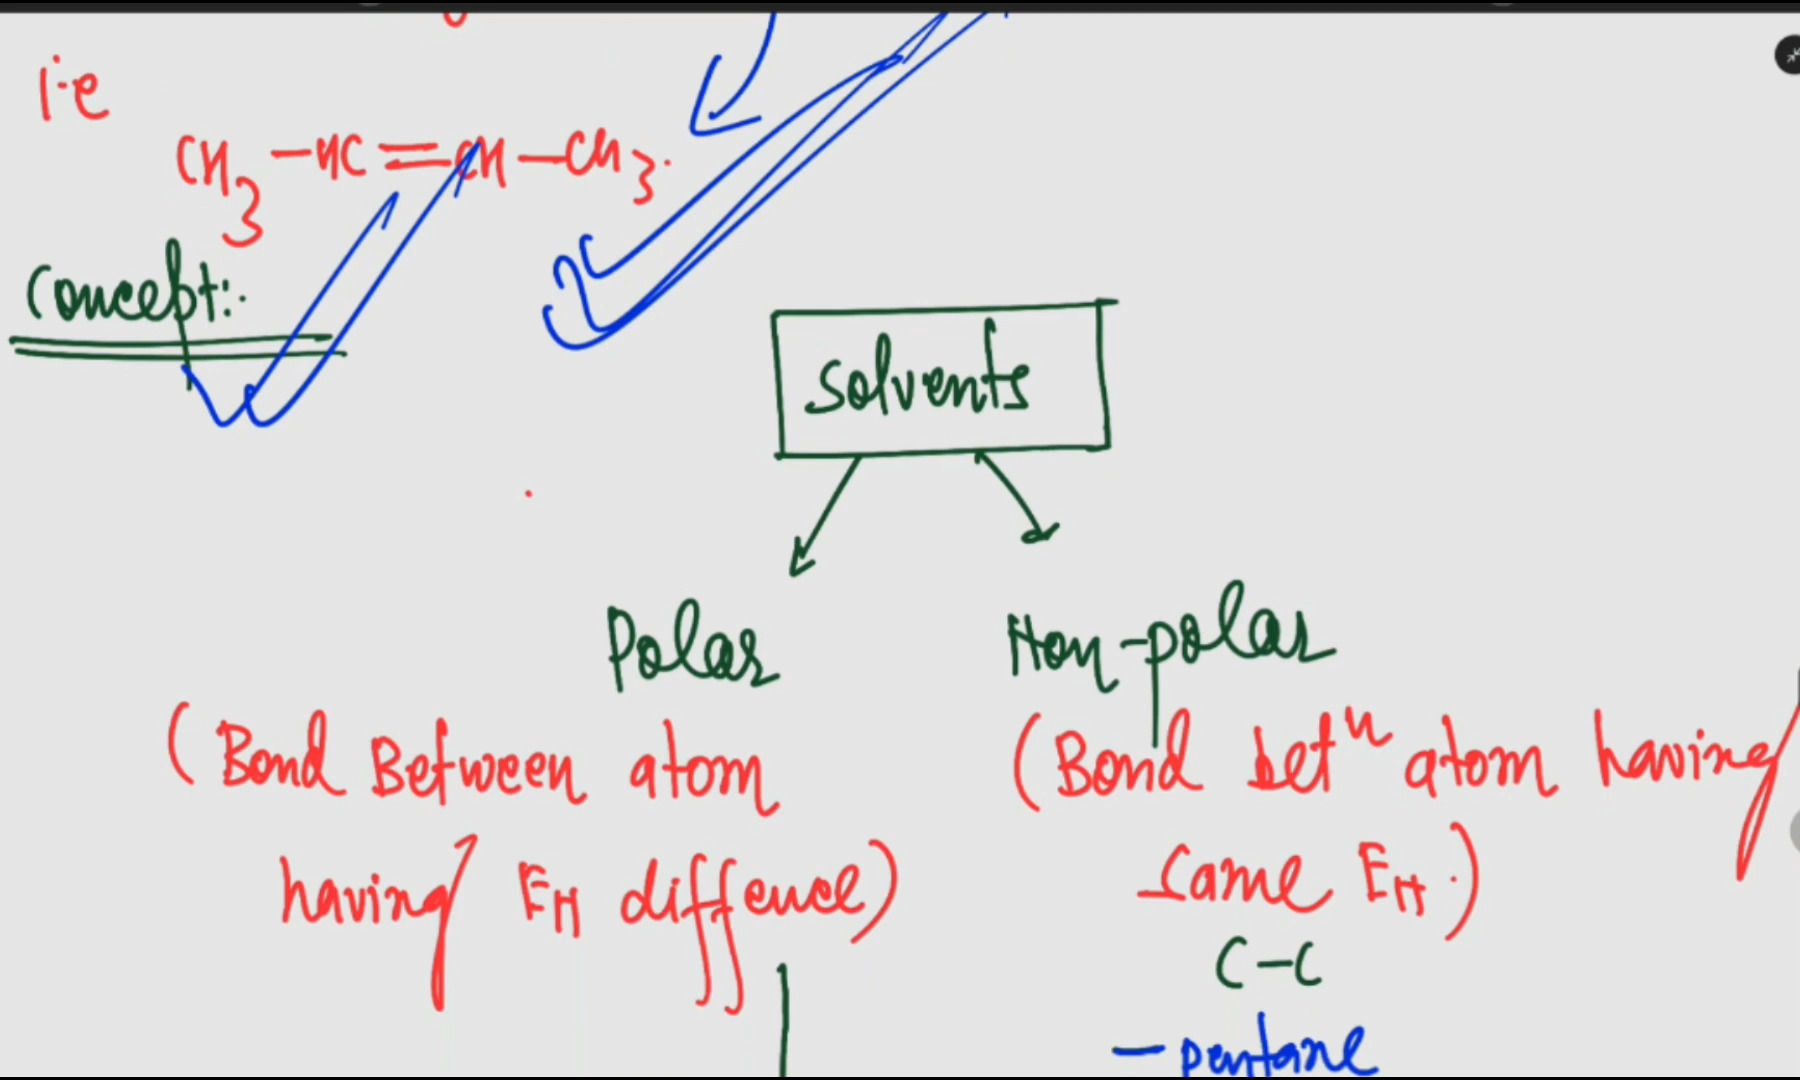 i.e
CH3 - HC = CH - CH3.
Concept:.
Solvents
Polar
Non-polar
(Bond Between atom
having EN diffence)
(Bond betn atom having
same EN.)
C-C
- pentane